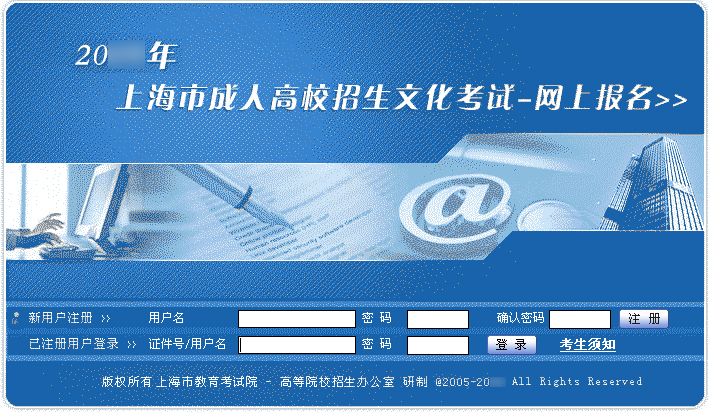 20 年
上海市成人高校招生文化考试-网上报名>>
@
新用户注册 >> 用户名 密 码 确认密码 注 册
已注册用户登录 >> 证件号/用户名 密 码 登 录 考生须知
版权所有 上海市教育考试院 - 高等院校招生办公室 研制 @2005-20 All Rights Reserved